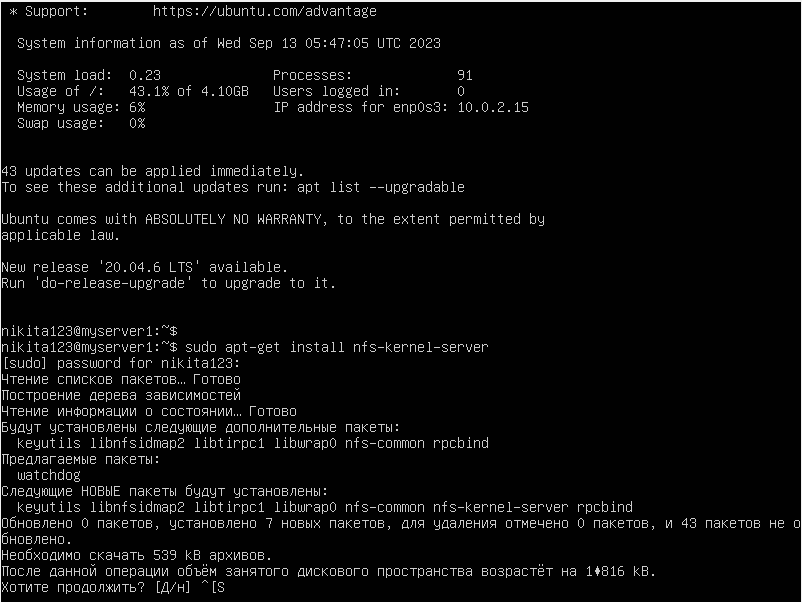 * Support:        https://ubuntu.com/advantage
System information as of Wed Sep 13 05:47:05 UTC 2023
System load:  0.23              Processes:             91
Usage of /:   43.1% of 4.10GB   Users logged in:       0
Memory usage: 6%                IP address for enp0s3: 10.0.2.15
Swap usage:   0%
43 updates can be applied immediately.
To see these additional updates run: apt list --upgradable
Ubuntu comes with ABSOLUTELY NO WARRANTY, to the extent permitted by
applicable law.
New release '20.04.6 LTS' available.
Run 'do-release-upgrade' to upgrade to it.
nikita123@myserver1:~$
nikita123@myserver1:~$ sudo apt-get install nfs-kernel-server
[sudo] password for nikita123:
Чтение списков пакетов… Готово
Построение дерева зависимостей
Чтение информации о состоянии… Готово
Будут установлены следующие дополнительные пакеты:
keyutils libnfsidmap2 libtirpc1 libwrap0 nfs-common rpcbind
Предлагаемые пакеты:
watchdog
Следующие НОВЫЕ пакеты будут установлены:
keyutils libnfsidmap2 libtirpc1 libwrap0 nfs-common nfs-kernel-server rpcbind
Обновлено 0 пакетов, установлено 7 новых пакетов, для удаления отмечено 0 пакетов, и 43 пакетов не о
бновлено.
Необходимо скачать 539 kB архивов.
После данной операции объём занятого дискового пространства возрастёт на 1♦816 kB.
Хотите продолжить? [Д/н] ^[S